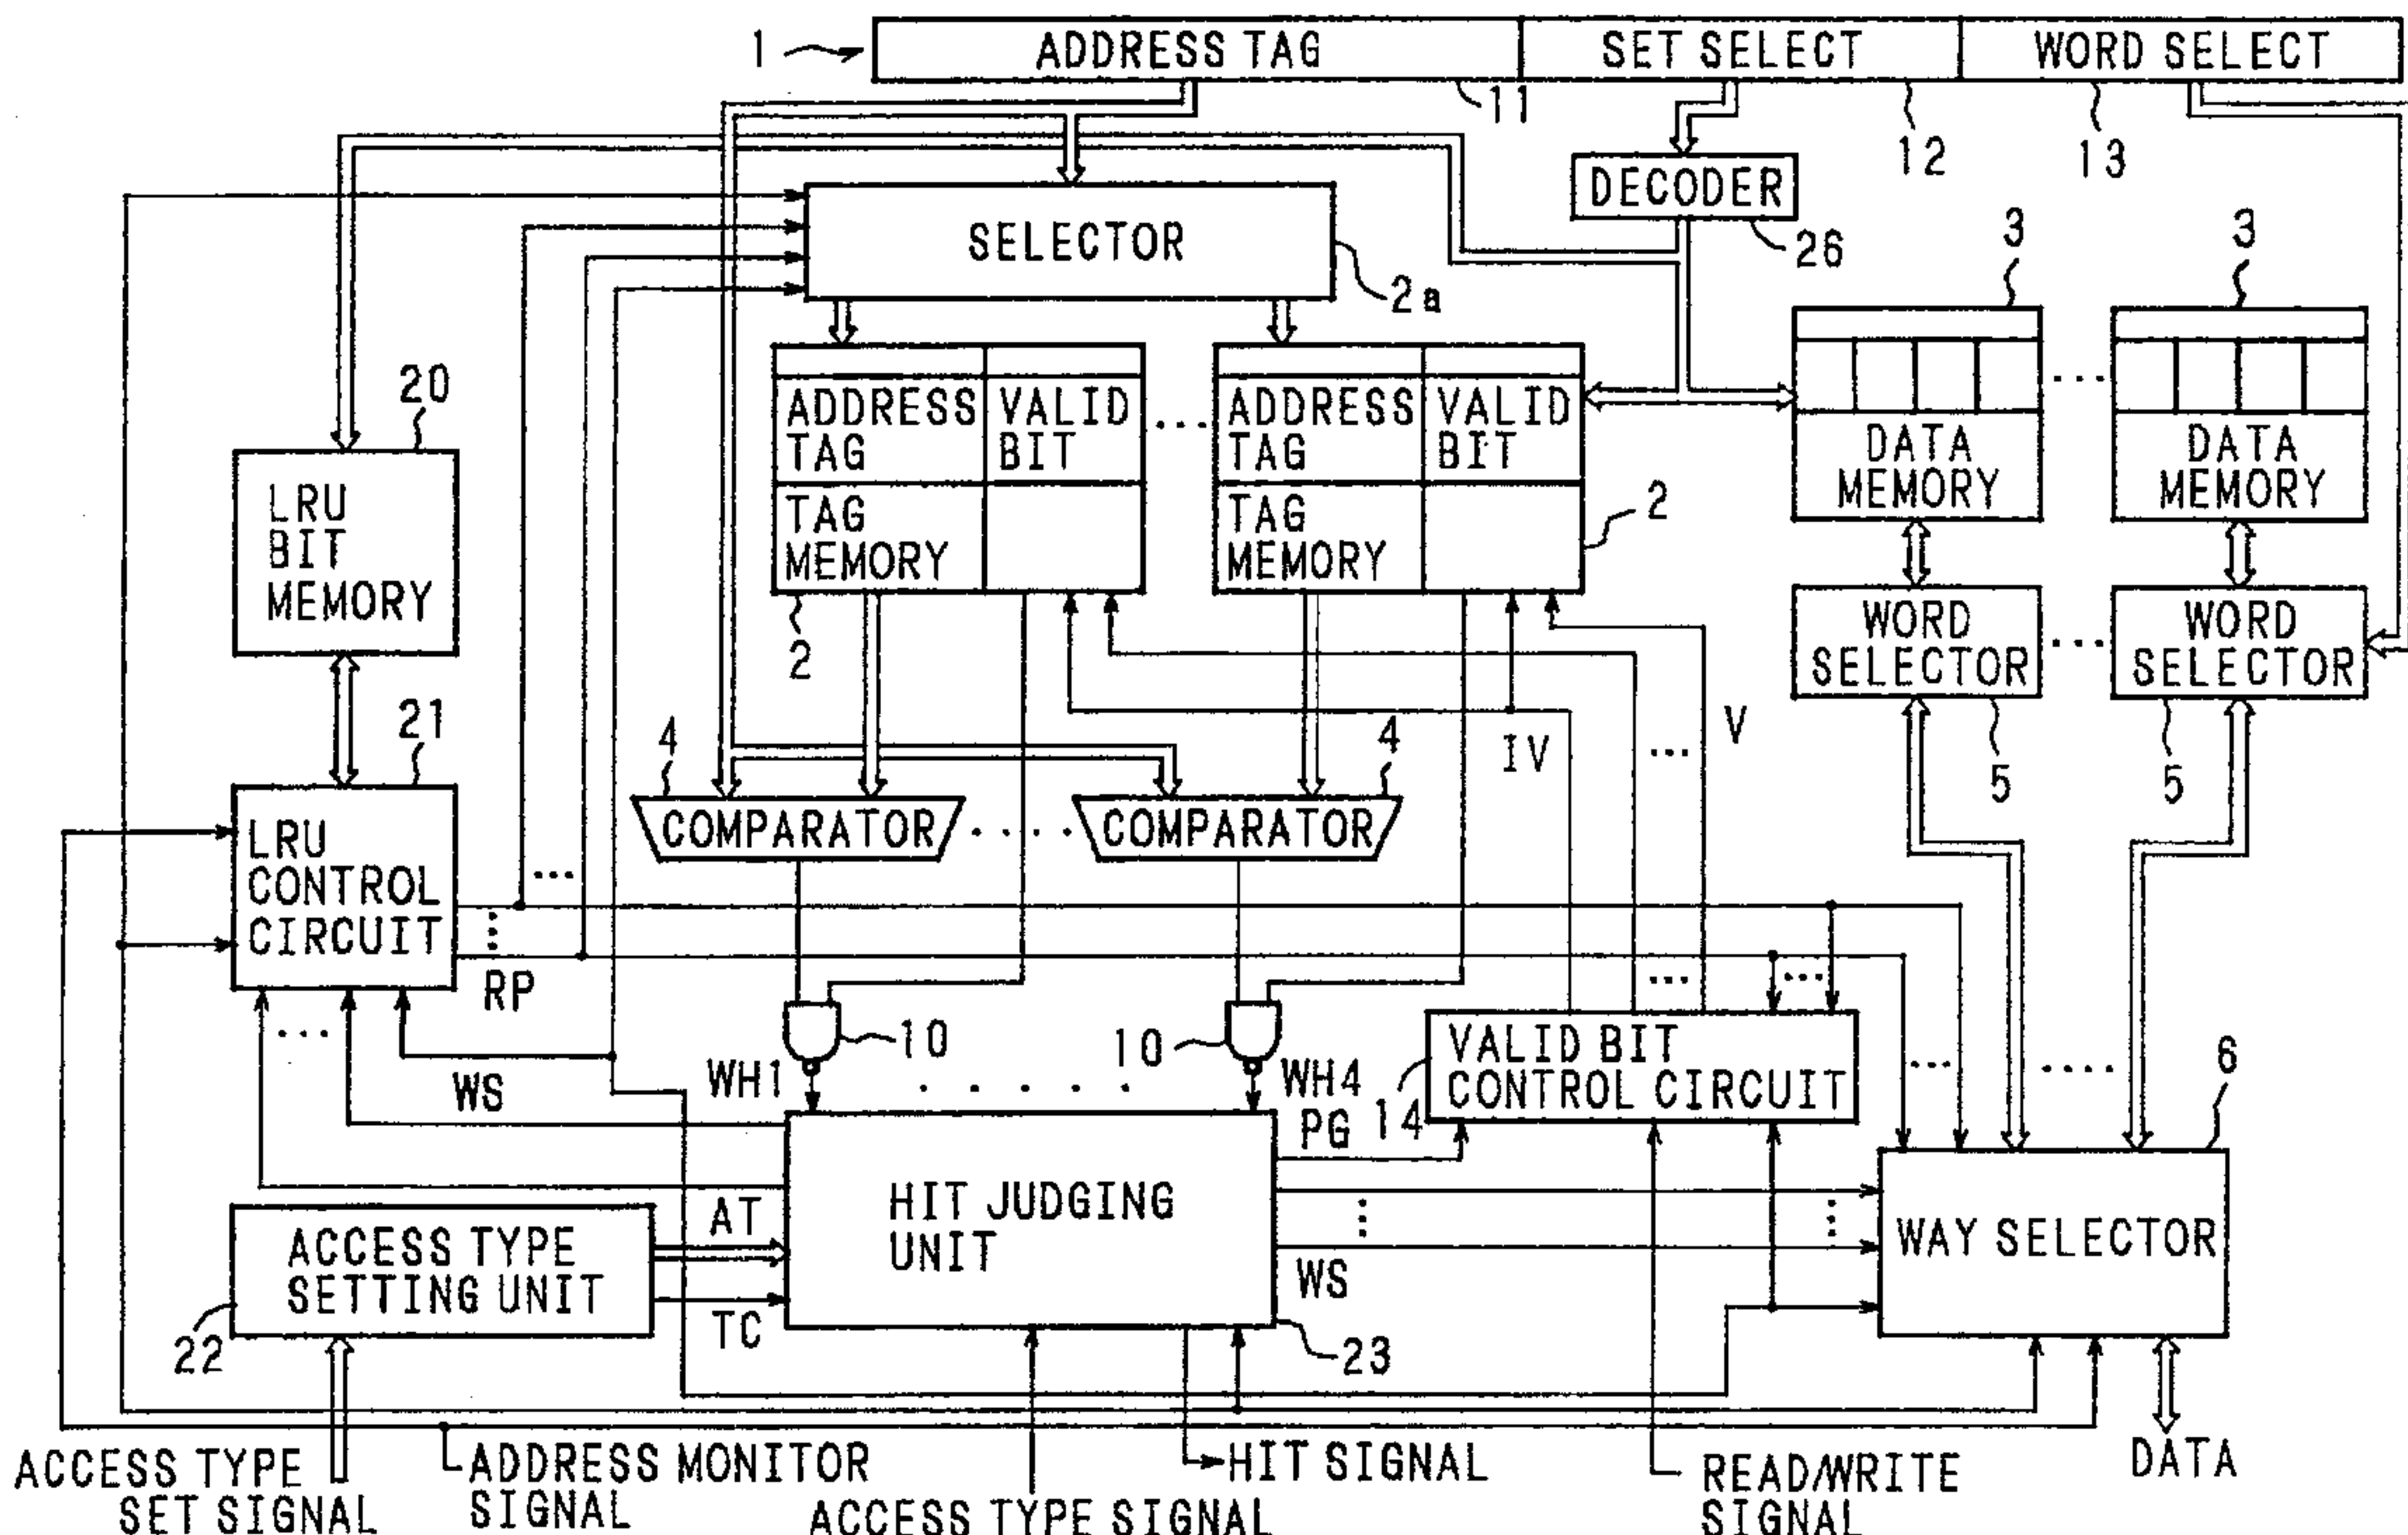 1
ADDRESS TAG
SET SELECT
WORD SELECT
11
12
13
DECODER
26
SELECTOR
2a
3
3
20
LRU
BIT
MEMORY
ADDRESS
TAG
VALID
BIT
TAG
MEMORY
...
ADDRESS
TAG
VALID
BIT
TAG
MEMORY
2
2
DATA
MEMORY
....
DATA
MEMORY
WORD
SELECTOR
....
WORD
SELECTOR
5
5
21
LRU
CONTROL
CIRCUIT
4
COMPARATOR
....
4
COMPARATOR
IV
...
V
...
RP
...
WS
10
10
WH1
.....
WH4
PG
14
VALID BIT
CONTROL CIRCUIT
...
...
...
....
6
WAY SELECTOR
HIT JUDGING
UNIT
AT
TC
WS
23
ACCESS TYPE
SETTING UNIT
22
ACCESS TYPE
SET SIGNAL
ADDRESS MONITOR
SIGNAL
ACCESS TYPE SIGNAL
HIT SIGNAL
READ/WRITE
SIGNAL
DATA